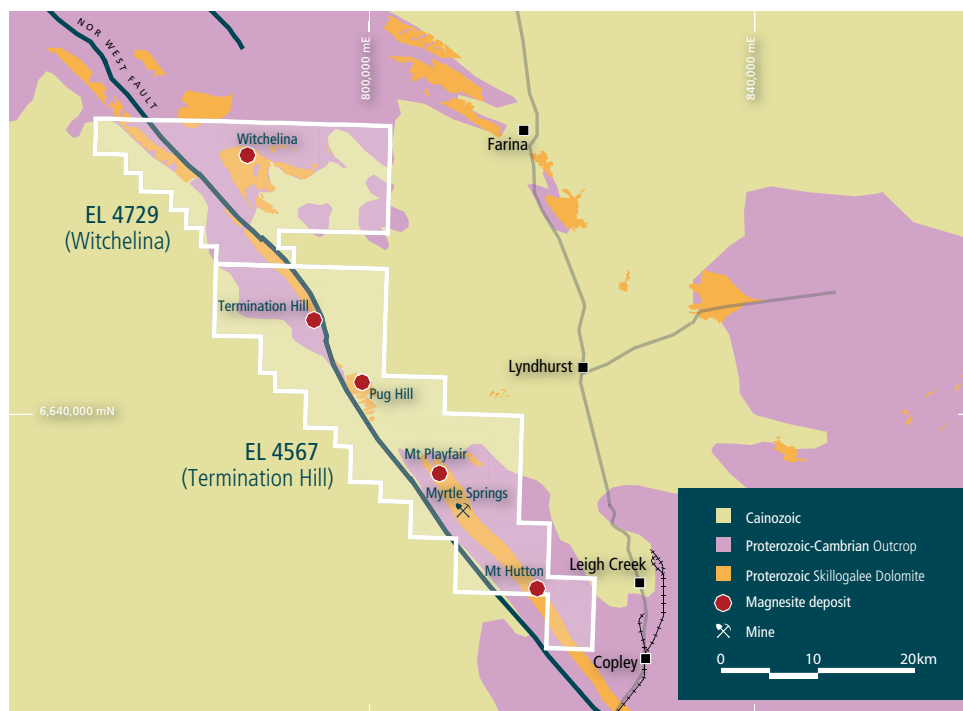 NOR WEST FAULT
800,000 mE
840,000 mE
Farina
Witchelina
EL 4729
(Witchelina)
Termination Hill
Lyndhurst
Pug Hill
6,640,000 mN
EL 4567
(Termination Hill)
Mt Playfair
Myrtle Springs
Mt Hutton
Leigh Creek
Copley
Cainozoic
Proterozoic-Cambrian Outcrop
Proterozoic Skillogalee Dolomite
Magnesite deposit
Mine
0 10 20km